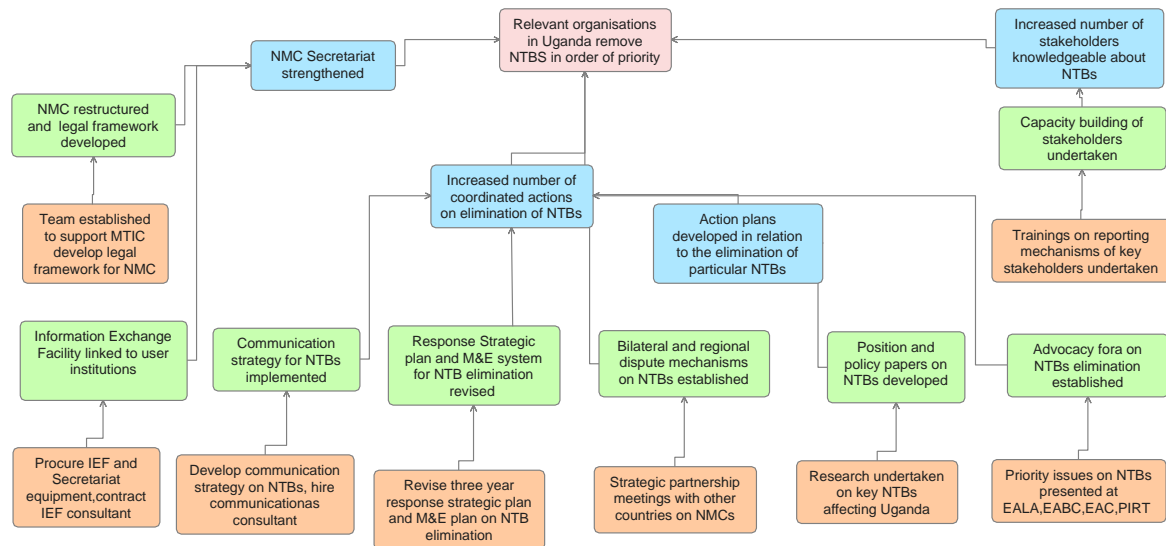 Relevant organisations
in Uganda remove
NTBS in order of priority
Increased number of
stakeholders
knowledgeable about
NTBs
NMC Secretariat
strengthened
NMC restructured
and legal framework
developed
Capacity building of
stakeholders
undertaken
Increased number of
coordinated actions
on elimination of NTBs
Team established
to support MTIC
develop legal
framework for NMC
Action plans
developed in relation
to the elimination of
particular NTBs
Trainings on reporting
mechanisms of key
stakeholders undertaken
Information Exchange
Facility linked to user
institutions
Communication
strategy for NTBs
implemented
Response Strategic
plan and M&E system
for NTB elimination
revised
Bilateral and regional
dispute mechanisms
on NTBs established
Position and
policy papers on
NTBs developed
Advocacy fora on
NTBs elimination
established
Procure IEF and
Secretariat
equipment,contract
IEF consultant
Develop communication
strategy on NTBs, hire
communicationas
consultant
Revise three year
response strategic plan
and M&E plan on NTB
elimination
Strategic partnership
meetings with other
countries on NMCs
Research undertaken
on key NTBs
affecting Uganda
Priority issues on NTBs
presented at
EALA,EABC,EAC,PIRT